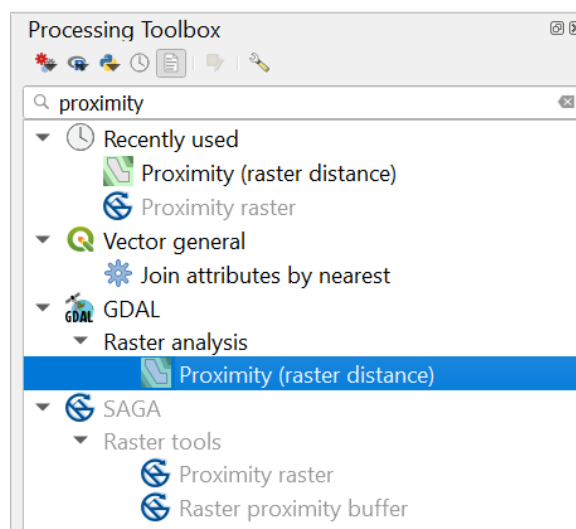 Processing Toolbox
proximity
Recently used
Proximity (raster distance)
Proximity raster
Vector general
Join attributes by nearest
GDAL GDAL
Raster analysis
Proximity (raster distance)
SAGA
Raster tools
Proximity raster
Raster proximity buffer